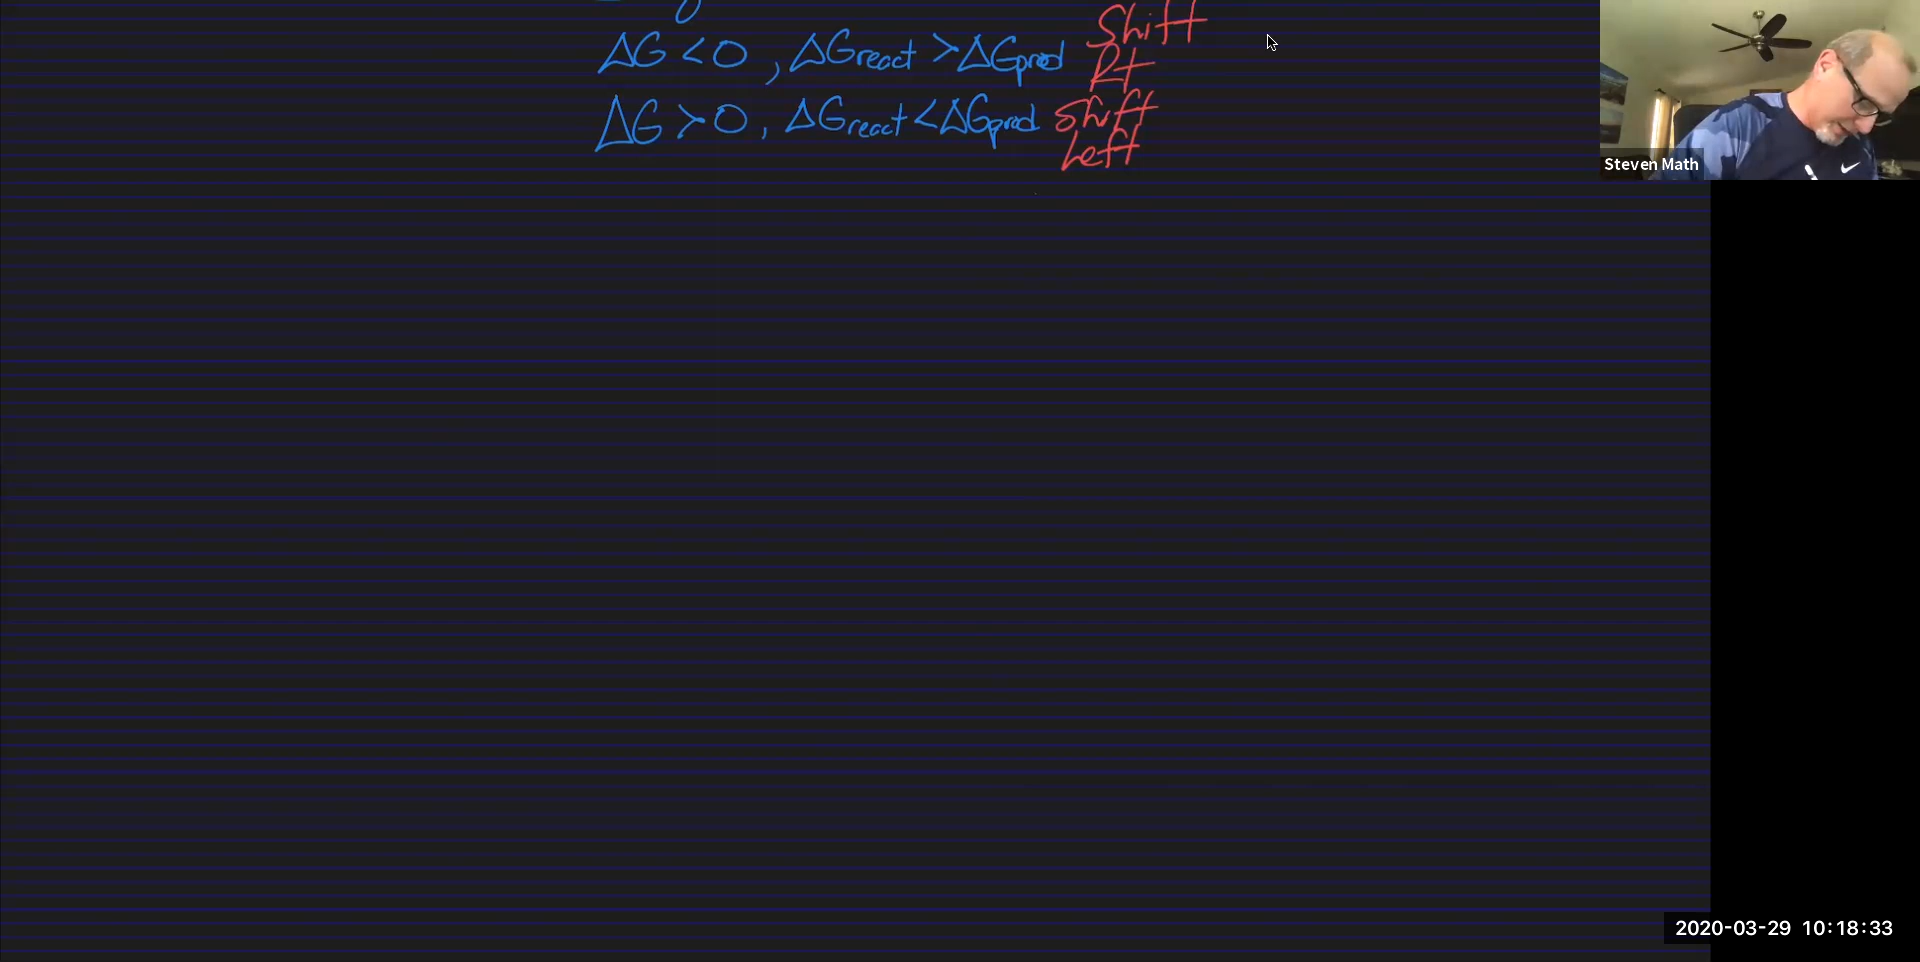 Shift
ΔG < 0 , ΔGreact > ΔGprod
Rt
ΔG > 0 , ΔGreact < ΔGprod Shift
Left
Steven Math
2020-03-29 10:18:33